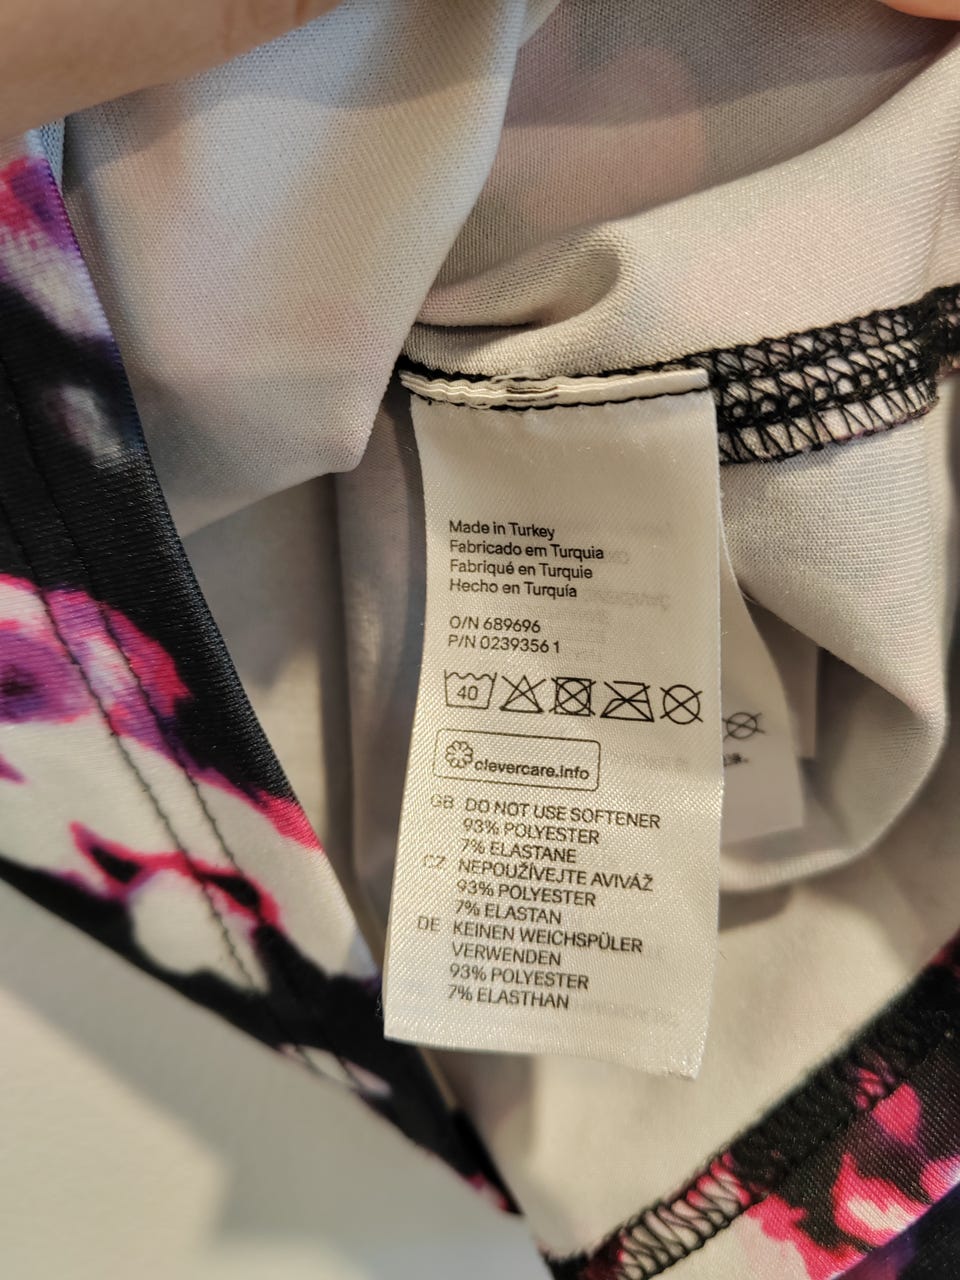 Made in Turkey
Fabricado em Turquia
Fabriqué en Turquie
Hecho en Turquía
O/N 689696
P/N 0239356 1
40
clevercare.info
GB DO NOT USE SOFTENER
93% POLYESTER
7% ELASTANE
CZ NEPOUŽÍVEJTE AVIVÁŽ
93% POLYESTER
7% ELASTAN
DE KEINEN WEICHSPÜLER
VERWENDEN
93% POLYESTER
7% ELASTHAN